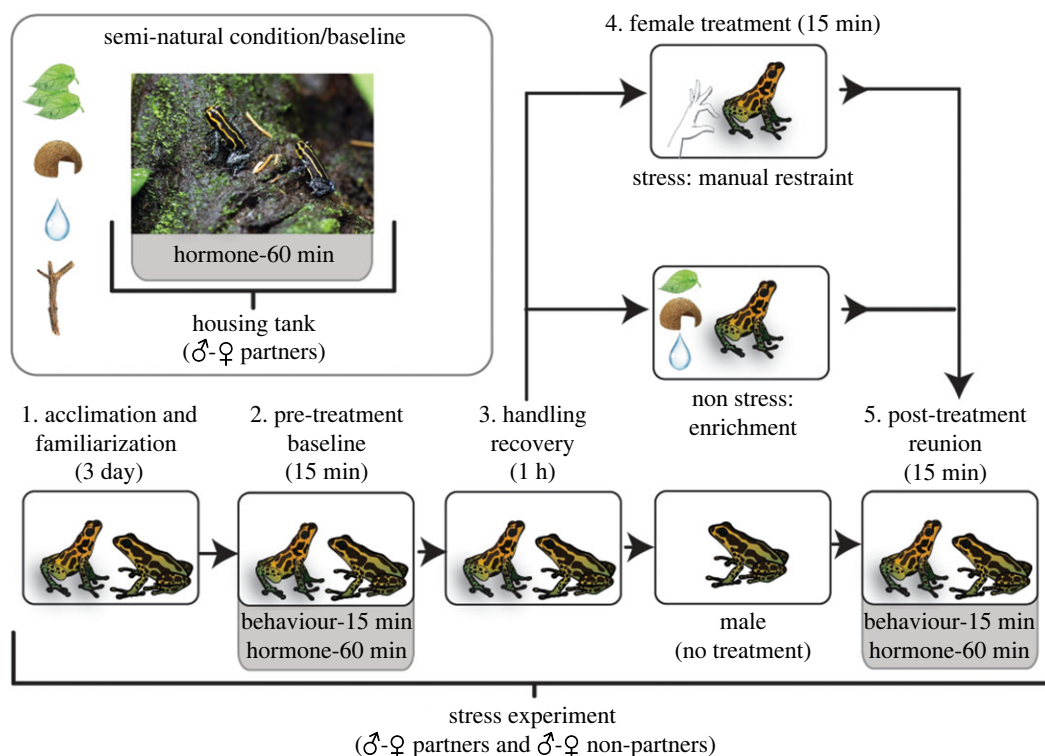 semi-natural condition/baseline
hormone-60 min
housing tank
(♂-♀ partners)
4. female treatment (15 min)
stress: manual restraint
non stress:
enrichment
1. acclimation and
familiarization
(3 day)
2. pre-treatment
baseline
(15 min)
3. handling
recovery
(1 h)
5. post-treatment
reunion
(15 min)
behaviour-15 min
hormone-60 min
male
(no treatment)
behaviour-15 min
hormone-60 min
stress experiment
(♂-♀ partners and ♂-♀ non-partners)